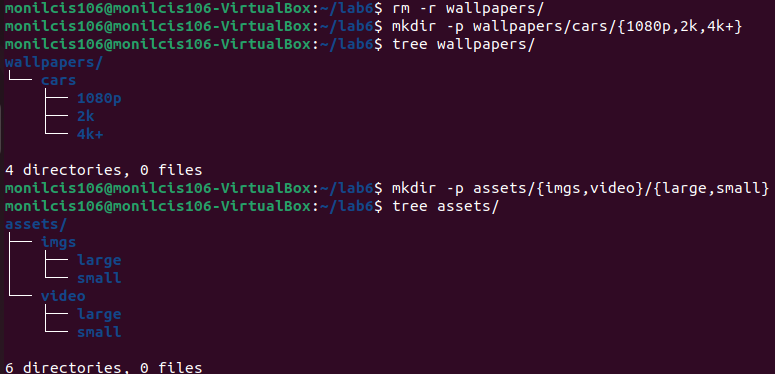 monilcis106@monilcis106-VirtualBox:~/lab6$ rm -r wallpapers/
monilcis106@monilcis106-VirtualBox:~/lab6$ mkdir -p wallpapers/cars/{1080p,2k,4k+}
monilcis106@monilcis106-VirtualBox:~/lab6$ tree wallpapers/
wallpapers/
└── cars
    ├── 1080p
    ├── 2k
    └── 4k+

4 directories, 0 files
monilcis106@monilcis106-VirtualBox:~/lab6$ mkdir -p assets/{imgs,video}/{large,small}
monilcis106@monilcis106-VirtualBox:~/lab6$ tree assets/
assets/
├── imgs
│   ├── large
│   └── small
└── video
    ├── large
    └── small

6 directories, 0 files